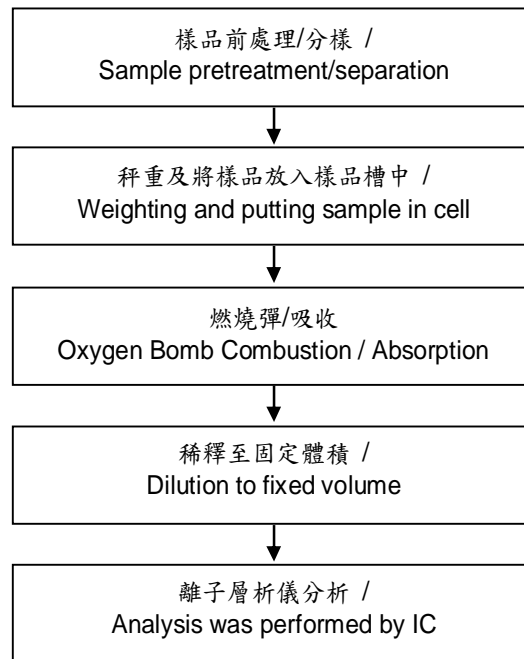 樣品前處理/分樣 /
Sample pretreatment/separation
秤重及將樣品放入樣品槽中 /
Weighting and putting sample in cell
燃燒彈/吸收
Oxygen Bomb Combustion / Absorption
稀釋至固定體積 /
Dilution to fixed volume
離子層析儀分析 /
Analysis was performed by IC